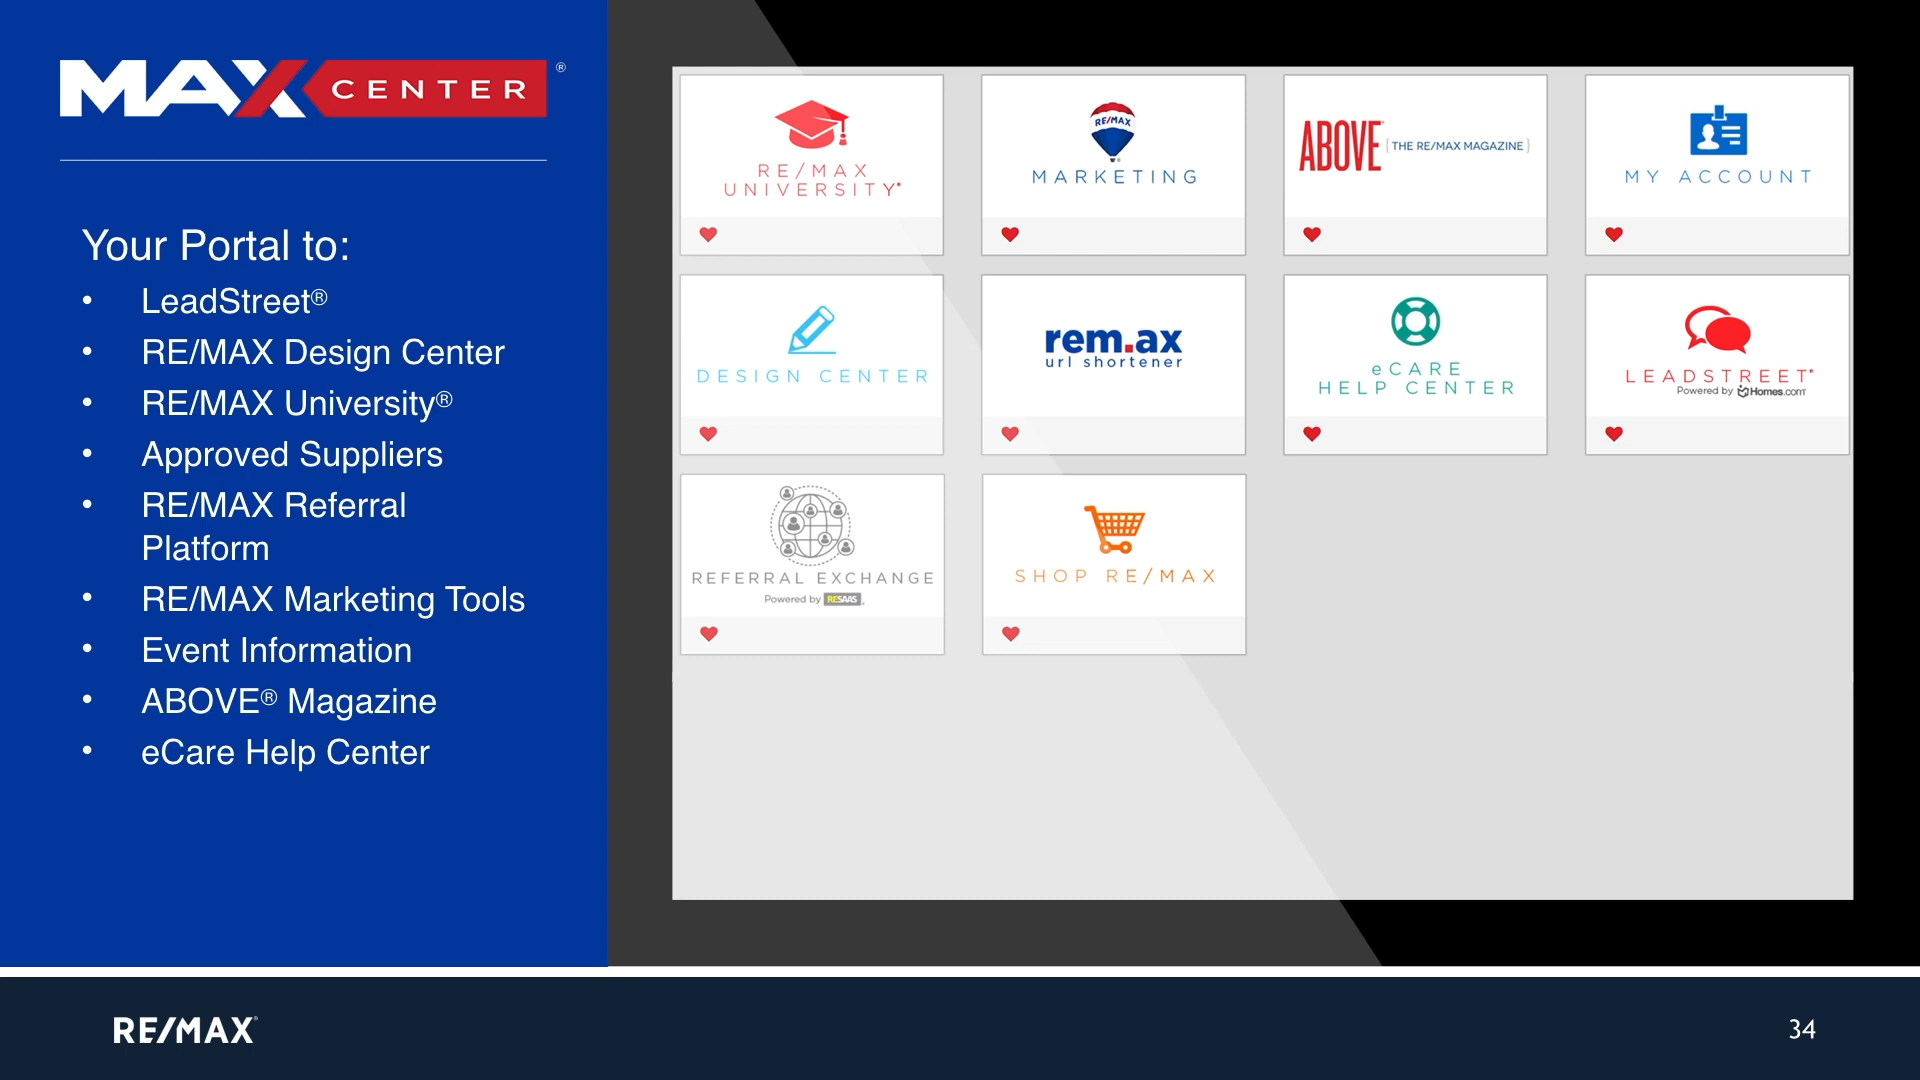 MAX CENTER®
Your Portal to:
• LeadStreet®
• RE/MAX Design Center
• RE/MAX University®
• Approved Suppliers
• RE/MAX Referral
Platform
• RE/MAX Marketing Tools
• Event Information
• ABOVE® Magazine
• eCare Help Center
RE/MAX
UNIVERSITY®
RE/MAX
MARKETING
ABOVE {THE RE/MAX MAGAZINE}
MY ACCOUNT
DESIGN CENTER
rem.ax
url shortener
eCARE
HELP CENTER
LEADSTREET®
Powered by Homes.com
REFERRAL EXCHANGE
Powered by RESAAS
SHOP RE/MAX
RE/MAX®
34